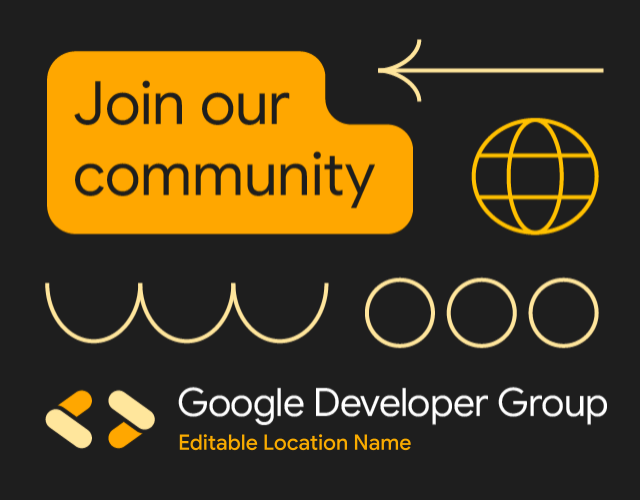 Join our
community
Google Developer Group
Editable Location Name